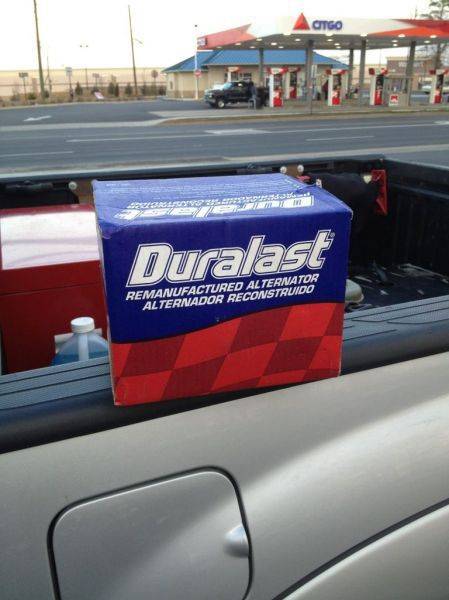 CITGO
Duralast
Duralast
REMANUFACTURED ALTERNATOR
ALTERNADOR RECONSTRUIDO